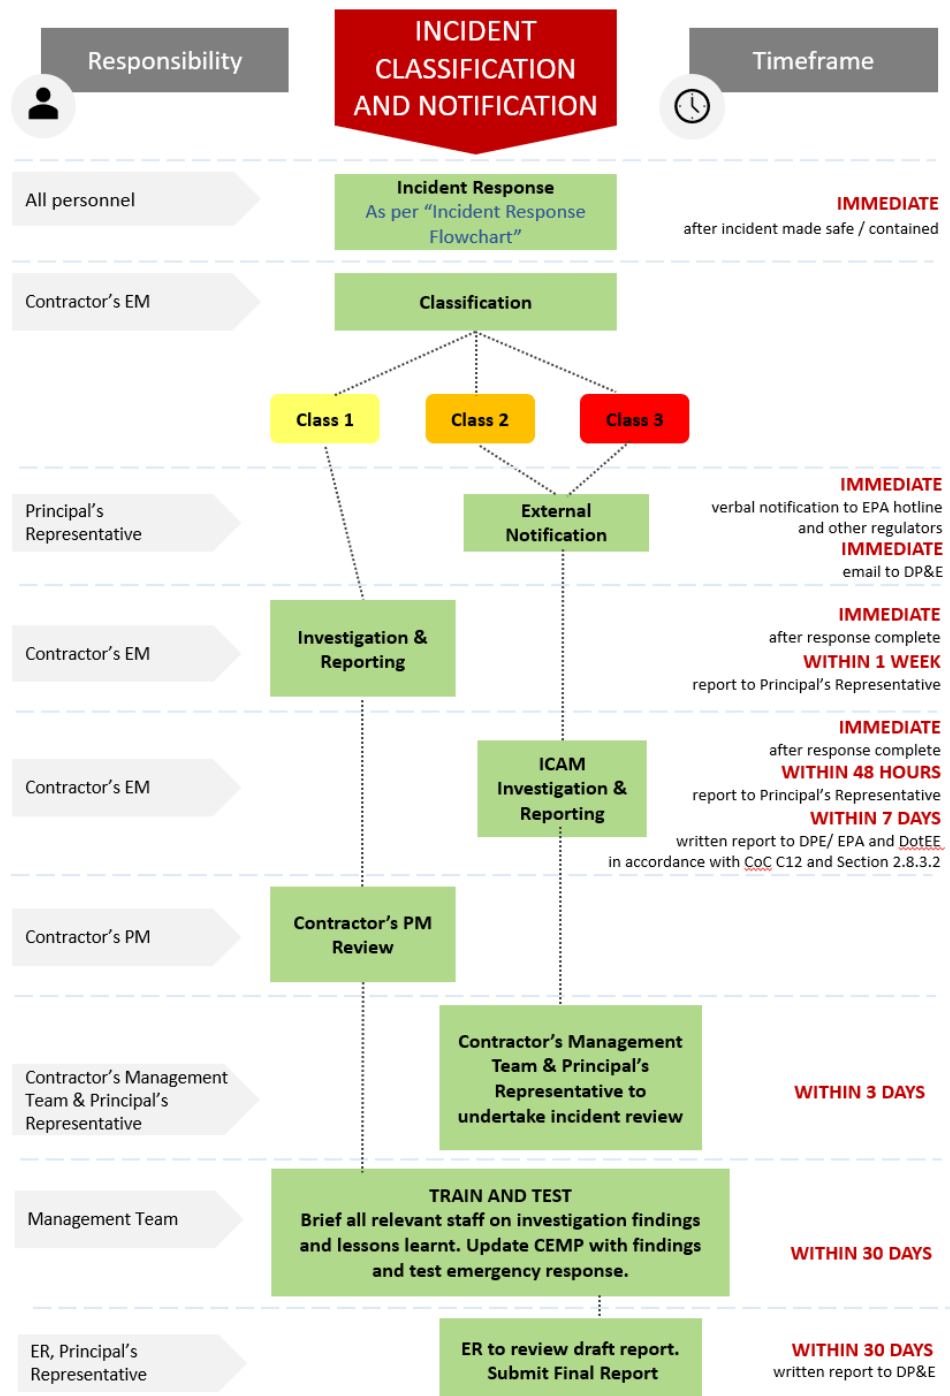 Responsibility
INCIDENT
CLASSIFICATION
AND NOTIFICATION
Timeframe
All personnel
Incident Response
As per “Incident Response
Flowchart”
IMMEDIATE
after incident made safe / contained
Contractor’s EM
Classification
Class 1
Class 2
Class 3
Principal’s
Representative
External
Notification
IMMEDIATE
verbal notification to EPA hotline
and other regulators
IMMEDIATE
email to DP&E
Contractor’s EM
Investigation &
Reporting
IMMEDIATE
after response complete
WITHIN 1 WEEK
report to Principal’s Representative
Contractor’s EM
ICAM
Investigation &
Reporting
IMMEDIATE
after response complete
WITHIN 48 HOURS
report to Principal’s Representative
WITHIN 7 DAYS
written report to DPE/ EPA and DotEE
in accordance with CoC C12 and Section 2.8.3.2
Contractor’s PM
Contractor’s PM
Review
Contractor’s Management
Team & Principal’s
Representative
Contractor’s Management
Team & Principal’s
Representative to
undertake incident review
WITHIN 3 DAYS
Management Team
TRAIN AND TEST
Brief all relevant staff on investigation findings
and lessons learnt. Update CEMP with findings
and test emergency response.
WITHIN 30 DAYS
ER, Principal’s
Representative
ER to review draft report.
Submit Final Report
WITHIN 30 DAYS
written report to DP&E